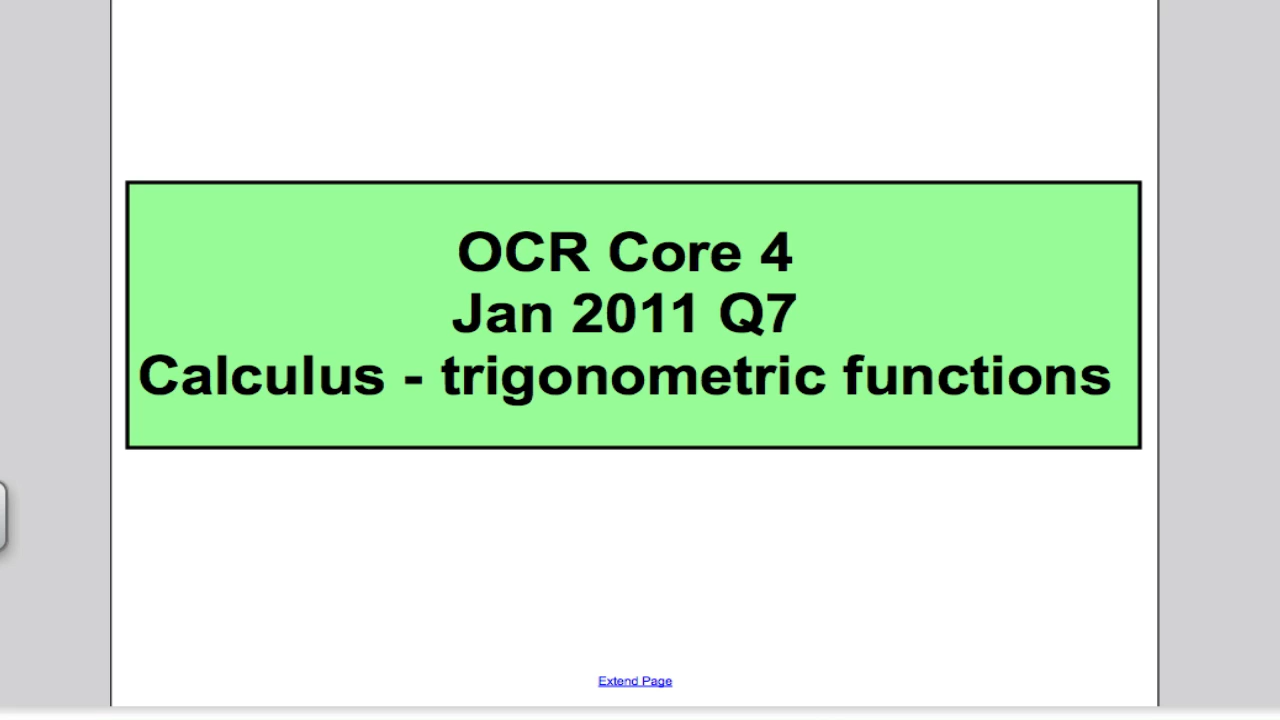 OCR Core 4
Jan 2011 Q7
Calculus - trigonometric functions
Extend Page